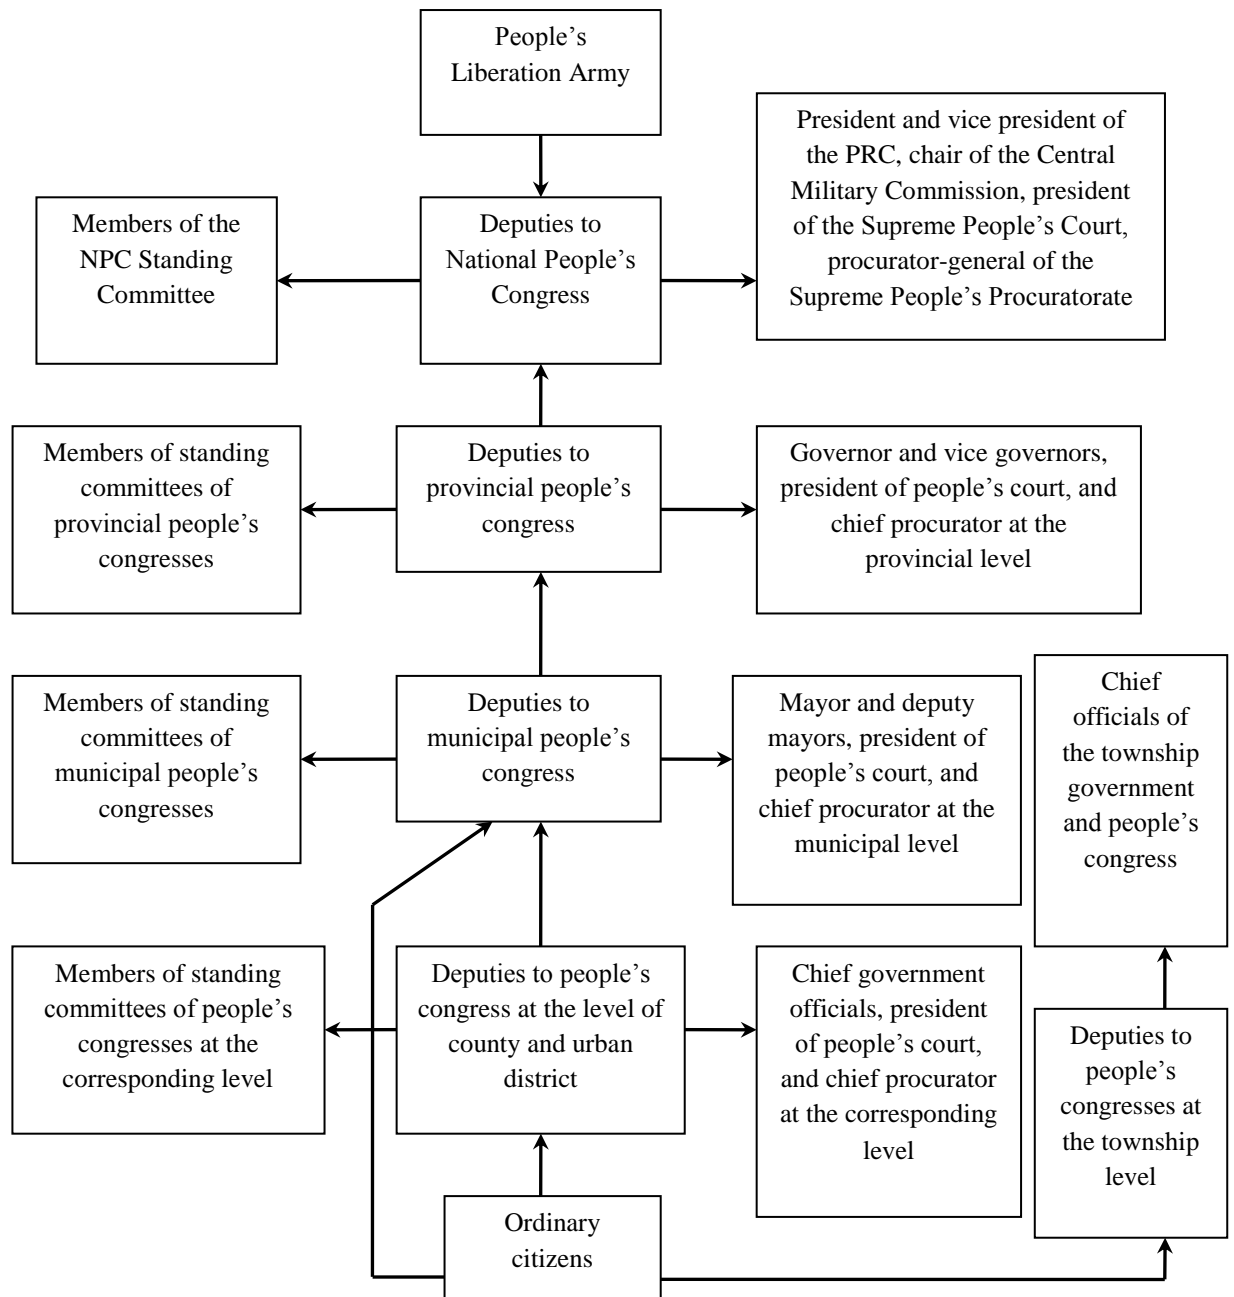 People’s
Liberation Army
President and vice president of
the PRC, chair of the Central
Military Commission, president
of the Supreme People’s Court,
procurator-general of the
Supreme People’s Procuratorate
Members of the
NPC Standing
Committee
Deputies to
National People’s
Congress
Members of standing
committees of
provincial people’s
congresses
Deputies to
provincial people’s
congress
Governor and vice governors,
president of people’s court, and
chief procurator at the
provincial level
Members of standing
committees of
municipal people’s
congresses
Deputies to
municipal people’s
congress
Mayor and deputy
mayors, president of
people’s court, and
chief procurator at the
municipal level
Chief
officials of
the township
government
and people’s
congress
Members of standing
committees of people’s
congresses at the
corresponding level
Deputies to people’s
congress at the level of
county and urban
district
Chief government
officials, president
of people’s court,
and chief procurator
at the corresponding
level
Deputies to
people’s
congresses at
the township
level
Ordinary
citizens